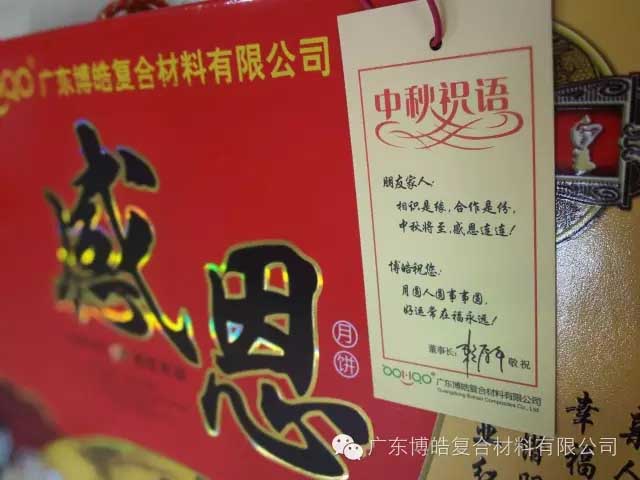 广东博皓复合材料有限公司
感恩
月饼
中秋祝语
朋友家人：
相识是缘，合作是份，
中秋将至，感恩连连！
博皓祝您：
月圆人圆事事圆，
好运常在福永远！
董事长： 敬祝
广东博皓复合材料有限公司
Guangdong Bohao Composites Co., Ltd
幸福
广东博皓复合材料有限公司